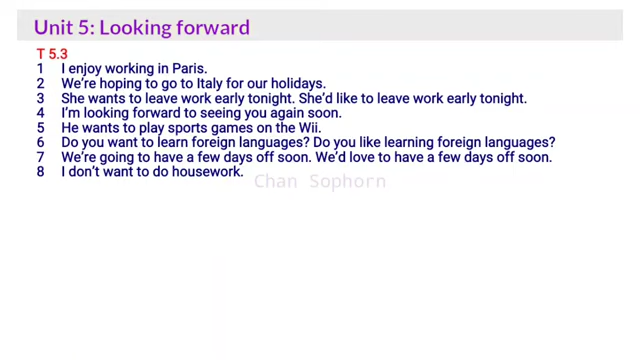 Unit 5: Looking forward
T 5.3
1 I enjoy working in Paris.
2 We're hoping to go to Italy for our holidays.
3 She wants to leave work early tonight. She'd like to leave work early tonight.
4 I'm looking forward to seeing you again soon.
5 He wants to play sports games on the Wii.
6 Do you want to learn foreign languages? Do you like learning foreign languages?
7 We're going to have a few days off soon. We'd love to have a few days off soon.
8 I don't want to do housework.
Chan Sophorn